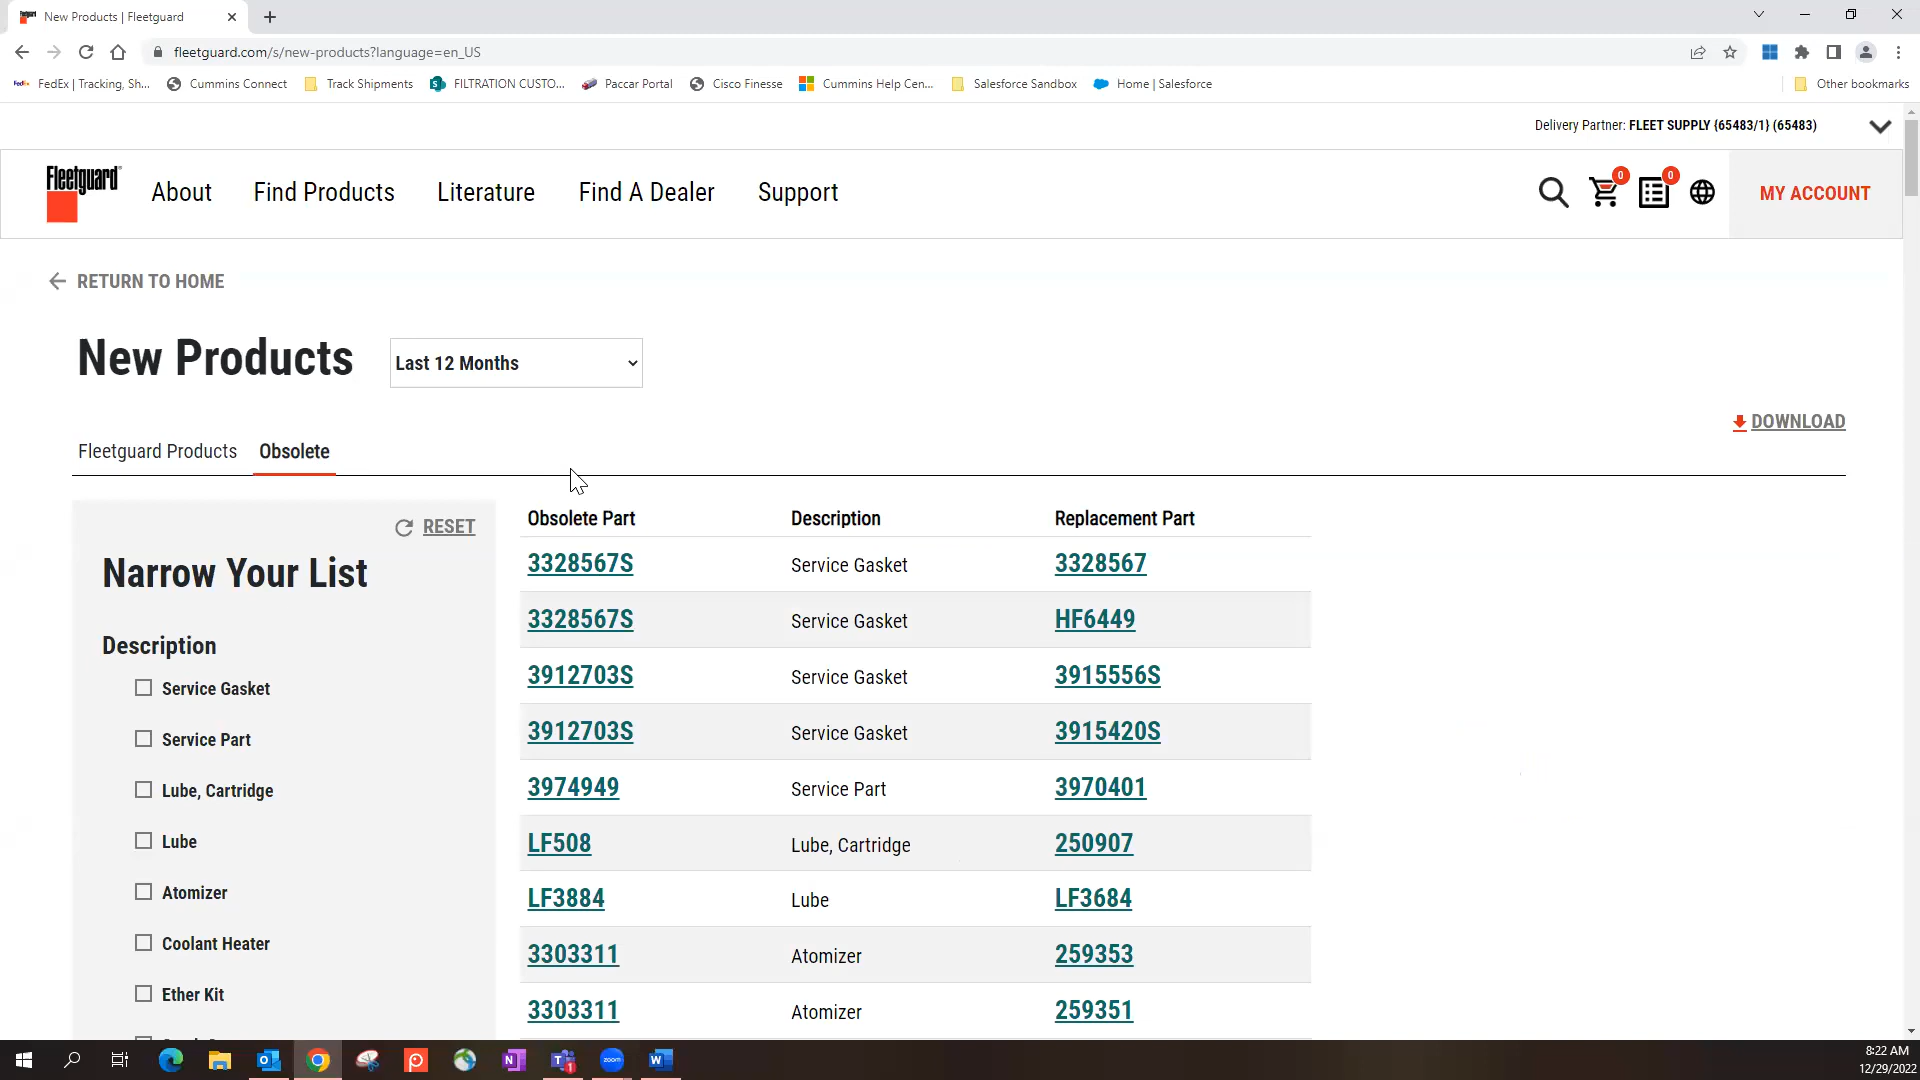 New Products | Fleetguard
fleetguard.com/s/new-products?language=en_US
FedEx | Tracking, Sh...
Cummins Connect
Track Shipments
FILTRATION CUSTO...
Paccar Portal
Cisco Finesse
Cummins Help Cen...
Salesforce Sandbox
Home | Salesforce
Other bookmarks
Delivery Partner: FLEET SUPPLY {65483/1} (65483)
Fleetguard
About
Find Products
Literature
Find A Dealer
Support
0
0
MY ACCOUNT
RETURN TO HOME
New Products
Last 12 Months
DOWNLOAD
Fleetguard Products
Obsolete
RESET
Narrow Your List
Description
Service Gasket
Service Part
Lube, Cartridge
Lube
Atomizer
Coolant Heater
Ether Kit
Obsolete Part Description Replacement Part
3328567S Service Gasket 3328567
3328567S Service Gasket HF6449
3912703S Service Gasket 3915556S
3912703S Service Gasket 3915420S
3974949 Service Part 3970401
LF508 Lube, Cartridge 250907
LF3884 Lube LF3684
3303311 Atomizer 259353
3303311 Atomizer 259351
8:22 AM
12/29/2022